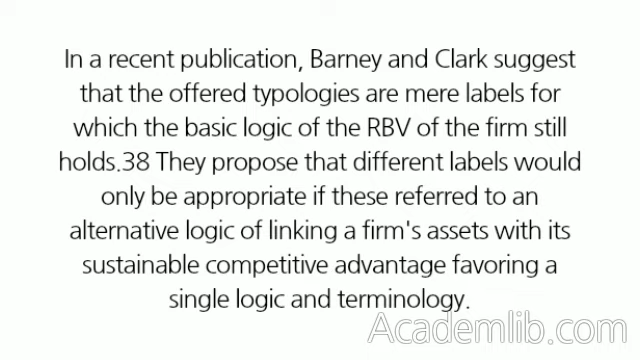 In a recent publication, Barney and Clark suggest
that the offered typologies are mere labels for
which the basic logic of the RBV of the firm still
holds.38 They propose that different labels would
only be appropriate if these referred to an
alternative logic of linking a firm's assets with its
sustainable competitive advantage favoring a
single logic and terminology.
Academlib.com